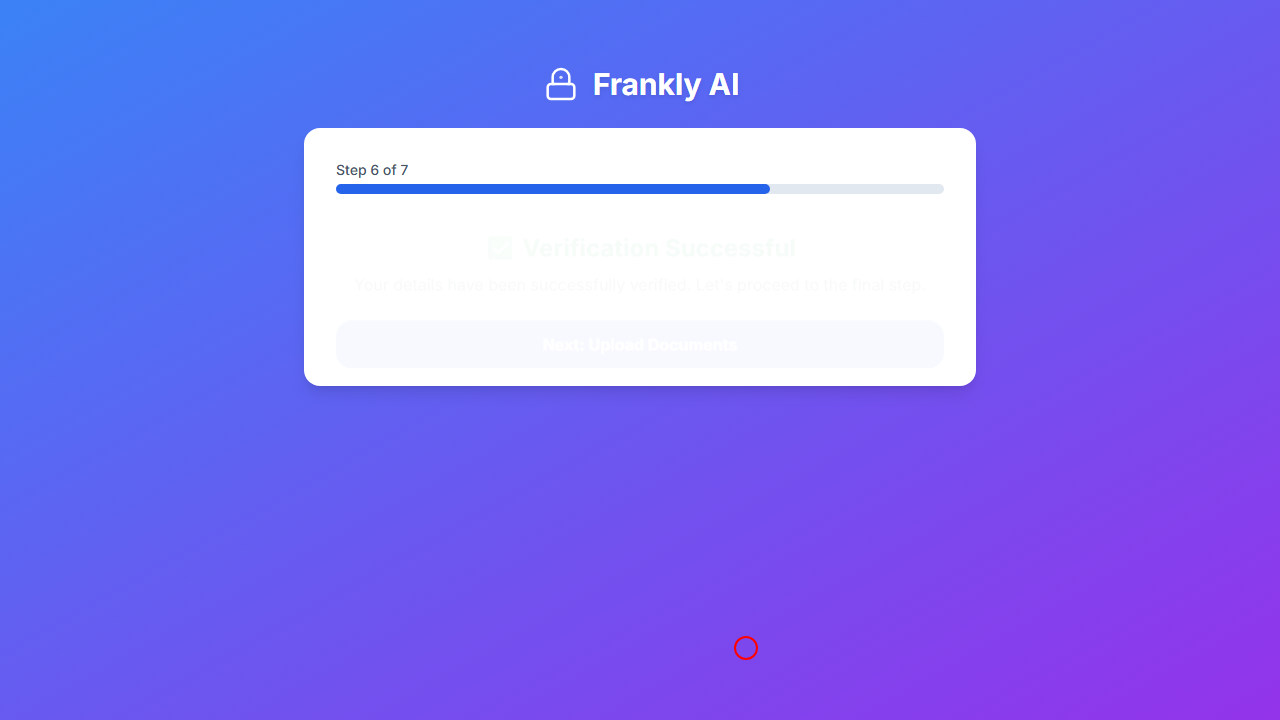 Frankly AI
Step 6 of 7
✅ Verification Successful
Your details have been successfully verified. Let's proceed to the final step.
Next: Upload Documents